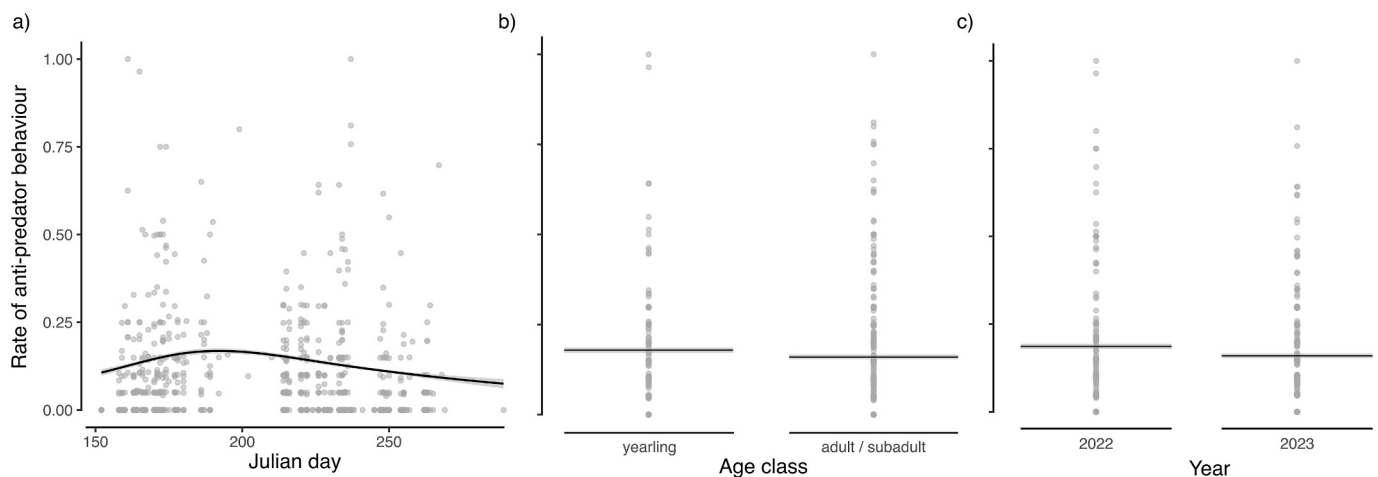 a)
Rate of anti-predator behaviour
1.00
0.75
0.50
0.25
0.00
150 200 250
Julian day
b)
yearling adult / subadult
Age class
c)
2022 2023
Year